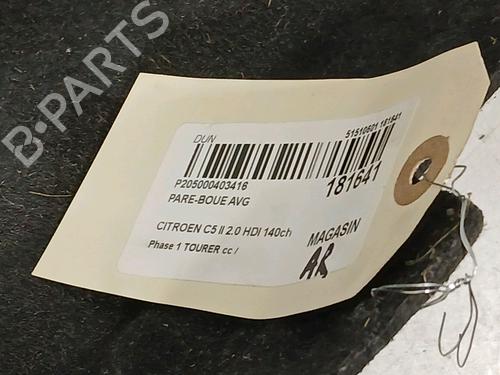 B-PARTS
DUN
51510601 181641
P205000403416
181641
PARE-BOUE AVG
CITROEN C5 II 2.0 HDI 140ch
MAGASIN
Phase 1 TOURER cc /
AR